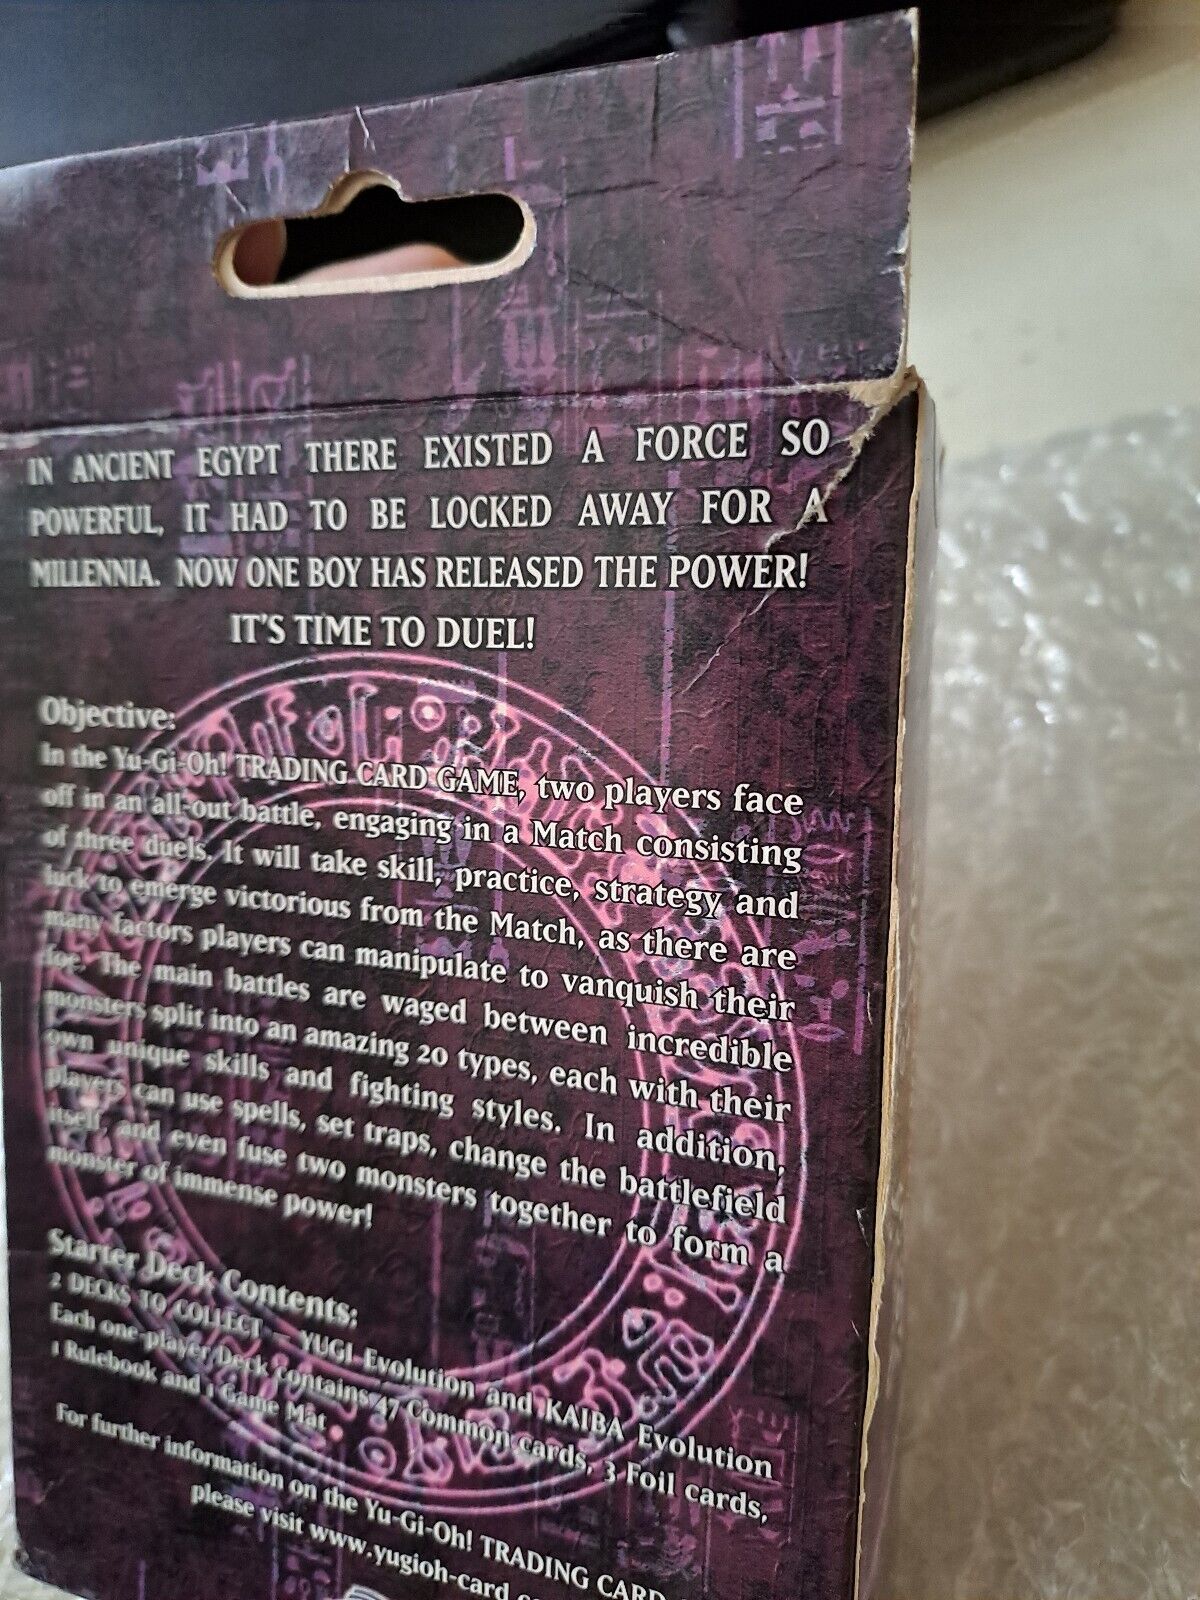 IN ANCIENT EGYPT THERE EXISTED A FORCE SO
POWERFUL, IT HAD TO BE LOCKED AWAY FOR A
MILLENNIA. NOW ONE BOY HAS RELEASED THE POWER!
IT'S TIME TO DUEL!
Objective:
In the Yu-Gi-Oh! TRADING CARD GAME, two players face
off in an all-out battle, engaging in a Match consisting
of three duels. It will take skill, practice, strategy and
luck to emerge victorious from the Match, as there are
many factors players can manipulate to vanquish their
foe. The main battles are waged between incredible
monsters split into an amazing 20 types, each with their
own unique skills and fighting styles. In addition,
players can use spells, set traps, change the battlefield
itself, and even fuse two monsters together to form a
monster of immense power!
Starter Deck Contents:
2 DECKS TO COLLECT – YUGI Evolution and KAIBA Evolution
Each one-player Deck contains 47 Common cards, 3 Foil cards,
1 Rulebook and 1 Game Mat
For further information on the Yu-Gi-Oh! TRADING CARD
please visit www.yugioh-card